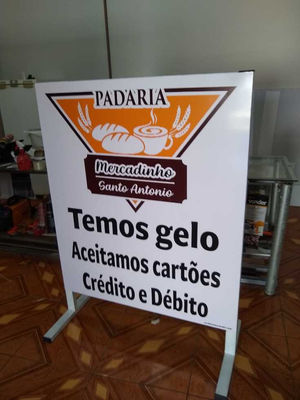 PADARIA
Mercadinho
Santo Antonio
Temos gelo
Aceitamos cartões
Crédito e Débito